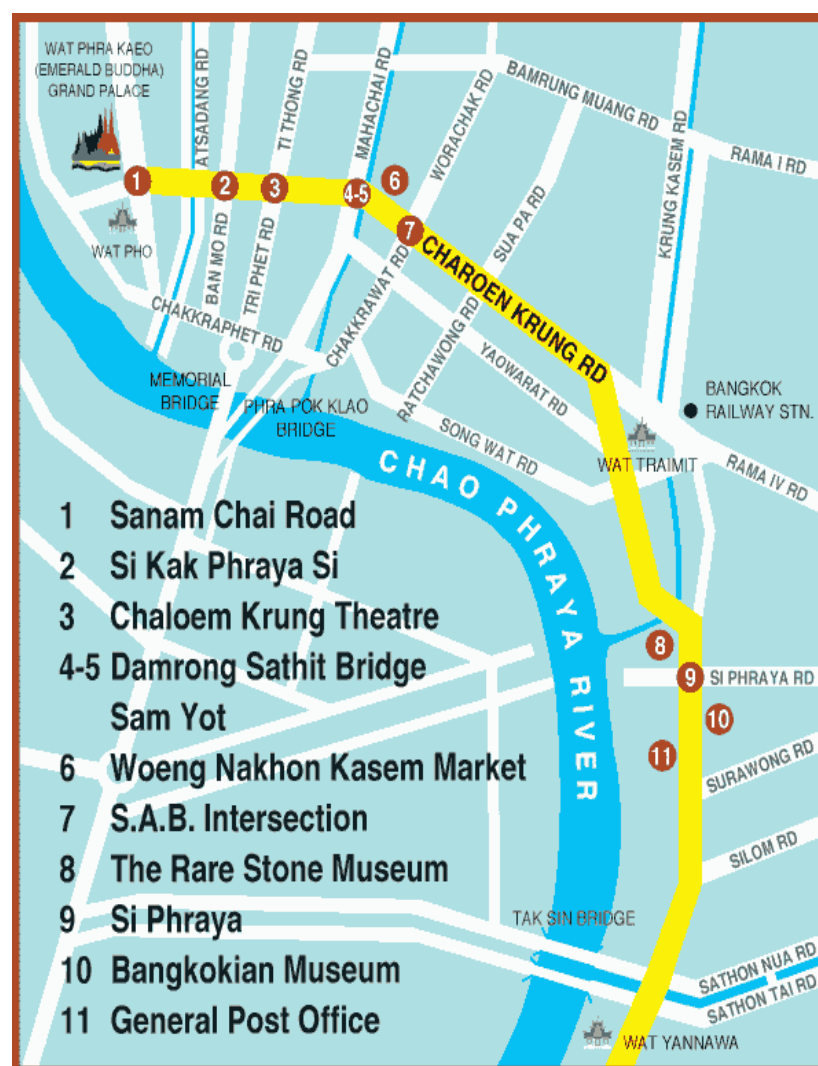 WAT PHRA KAEO
(EMERALD BUDDHA)
GRAND PALACE
ATSADANG RD
TI THONG RD
MAHACHAI RD
WORACHAK RD
BAMRUNG MUANG RD
KRUNG KASEM RD
RAMA I RD
1
2
3
4-5
6
7
WAT PHO
BAN MO RD
TRI PHET RD
CHAKKRAPHET RD
CHAKKRAWAT RD
SUA PA RD
CHAROEN KRUNG RD
RATCHAWONG RD
YAOWARAT RD
MEMORIAL
BRIDGE
PHRA POK KLAO
BRIDGE
SONG WAT RD
BANGKOK
RAILWAY STN.
WAT TRAIMIT
RAMA IV RD
CHAO PHRAYA RIVER
8
9
SI PHRAYA RD
10
11
SURAWONG RD
SILOM RD
TAK SIN BRIDGE
SATHON NUA RD
SATHON TAI RD
WAT YANNAWA
1 Sanam Chai Road
2 Si Kak Phraya Si
3 Chaloem Krung Theatre
4-5 Damrong Sathit Bridge
Sam Yot
6 Woeng Nakhon Kasem Market
7 S.A.B. Intersection
8 The Rare Stone Museum
9 Si Phraya
10 Bangkokian Museum
11 General Post Office